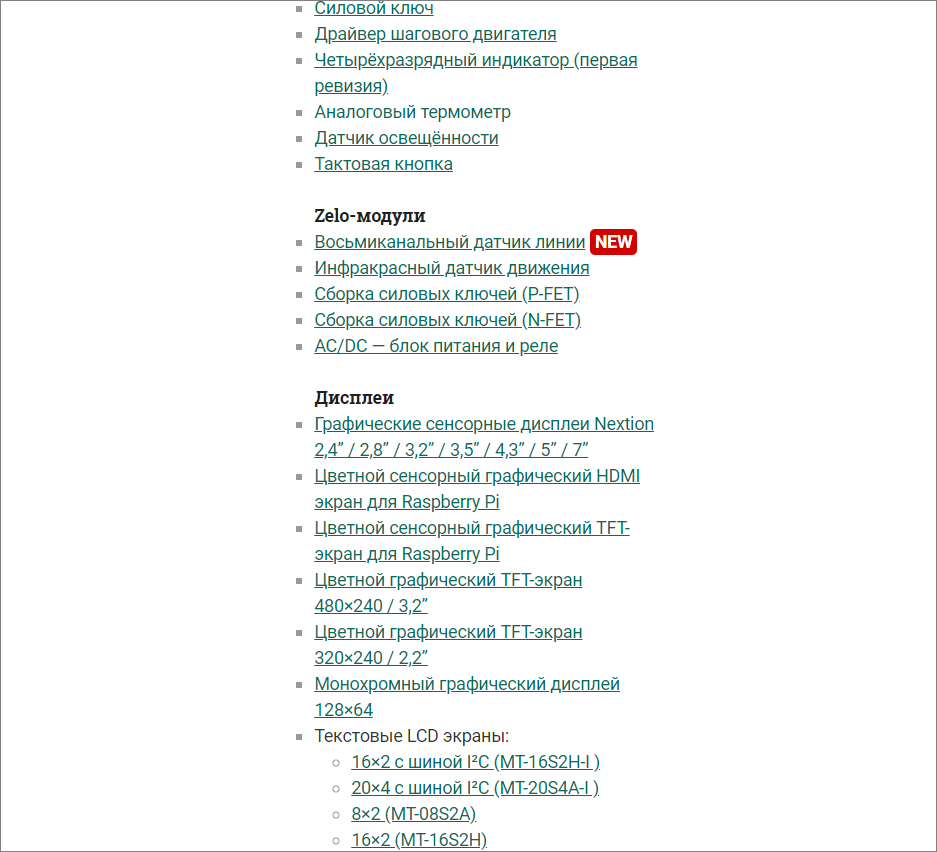 Силовой ключ
Драйвер шагового двигателя
Четырёхразрядный индикатор (первая
ревизия)
Аналоговый термометр
Датчик освещённости
Тактовая кнопка
Zelo-модули
Восьмиканальный датчик линии NEW
Инфракрасный датчик движения
Сборка силовых ключей (P-FET)
Сборка силовых ключей (N-FET)
AC/DC — блок питания и реле
Дисплеи
Графические сенсорные дисплеи Nextion
2,4” / 2,8” / 3,2” / 3,5” / 4,3” / 5” / 7”
Цветной сенсорный графический HDMI
экран для Raspberry Pi
Цветной сенсорный графический TFT-
экран для Raspberry Pi
Цветной графический TFT-экран
480×240 / 3,2”
Цветной графический TFT-экран
320×240 / 2,2”
Монохромный графический дисплей
128×64
Текстовые LCD экраны:
16×2 с шиной I²C (MT-16S2H-I )
20×4 с шиной I²C (MT-20S4A-I )
8×2 (MT-08S2A)
16×2 (MT-16S2H)